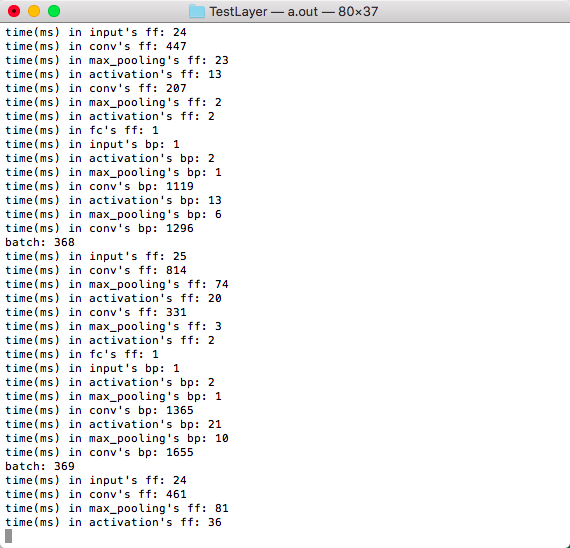 TestLayer — a.out — 80×37
time(ms) in input's ff: 24
time(ms) in conv's ff: 447
time(ms) in max_pooling's ff: 23
time(ms) in activation's ff: 13
time(ms) in conv's ff: 207
time(ms) in max_pooling's ff: 2
time(ms) in activation's ff: 2
time(ms) in fc's ff: 1
time(ms) in input's bp: 1
time(ms) in activation's bp: 2
time(ms) in max_pooling's bp: 1
time(ms) in conv's bp: 1119
time(ms) in activation's bp: 13
time(ms) in max_pooling's bp: 6
time(ms) in conv's bp: 1296
batch: 368
time(ms) in input's ff: 25
time(ms) in conv's ff: 814
time(ms) in max_pooling's ff: 74
time(ms) in activation's ff: 20
time(ms) in conv's ff: 331
time(ms) in max_pooling's ff: 3
time(ms) in activation's ff: 2
time(ms) in fc's ff: 1
time(ms) in input's bp: 1
time(ms) in activation's bp: 2
time(ms) in max_pooling's bp: 1
time(ms) in conv's bp: 1365
time(ms) in activation's bp: 21
time(ms) in max_pooling's bp: 10
time(ms) in conv's bp: 1655
batch: 369
time(ms) in input's ff: 24
time(ms) in conv's ff: 461
time(ms) in max_pooling's ff: 81
time(ms) in activation's ff: 36